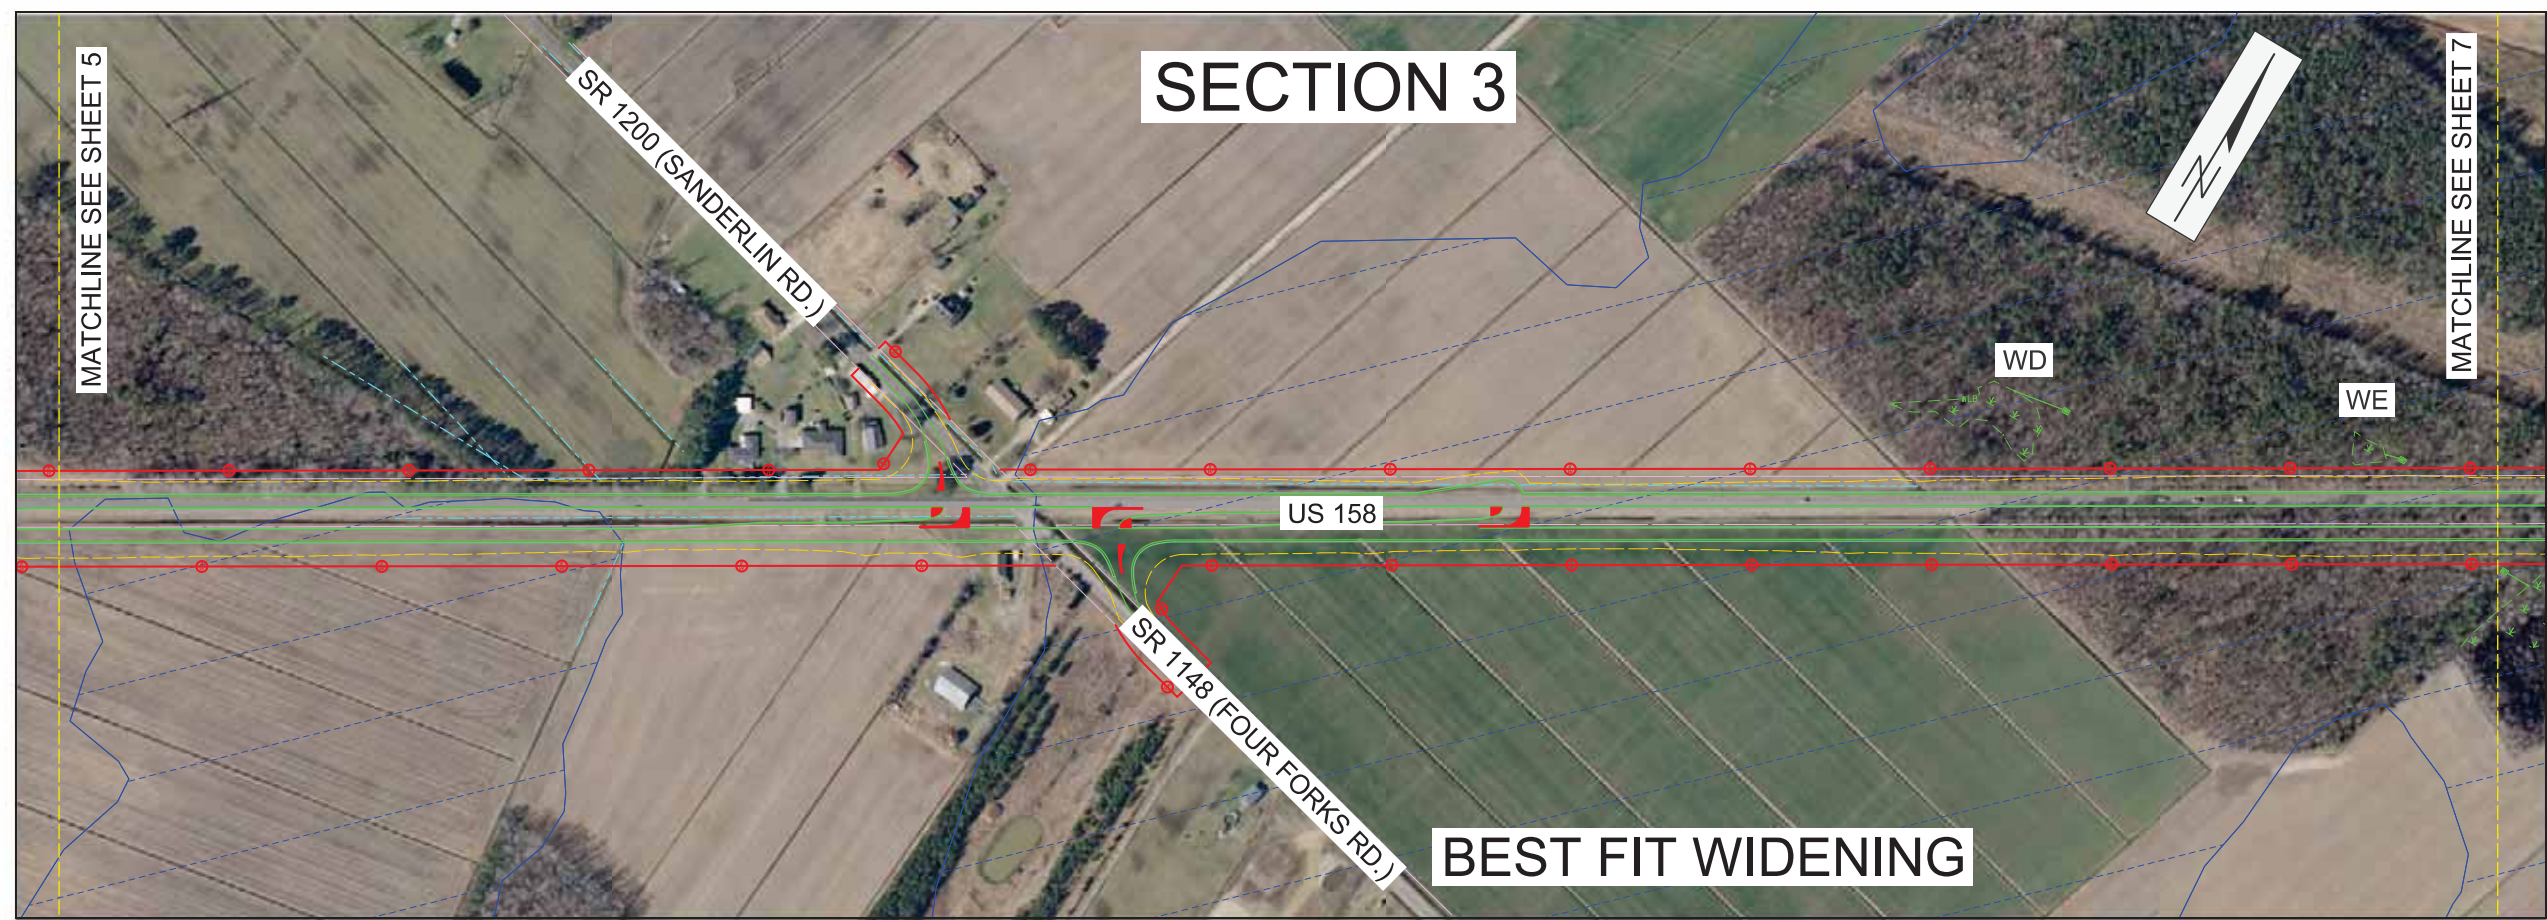 SECTION 3
MATCHLINE SEE SHEET 5
MATCHLINE SEE SHEET 7
SR 1200 (SANDERLIN RD.)
N
WD
WE
WLB
US 158
SR 1148 (FOUR FORKS RD.)
BEST FIT WIDENING